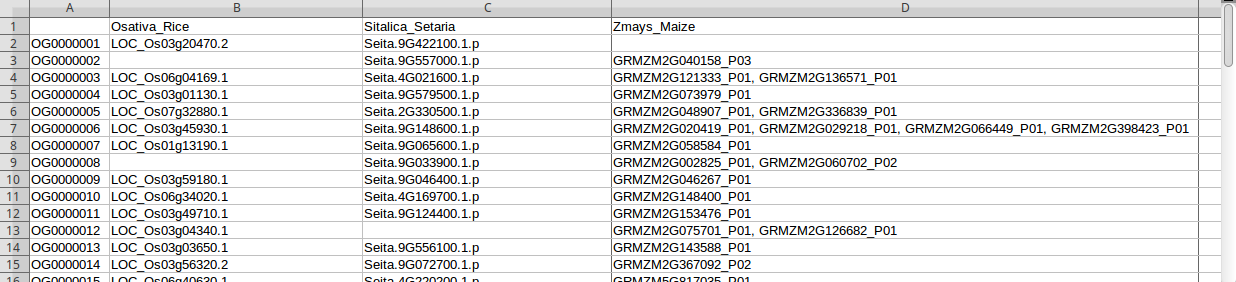 A B C D
1 Osativa_Rice Sitalica_Setaria Zmays_Maize
2 OG0000001 LOC_Os03g20470.2 Seita.9G422100.1.p
3 OG0000002 Seita.9G557000.1.p GRMZM2G040158_P03
4 OG0000003 LOC_Os06g04169.1 Seita.4G021600.1.p GRMZM2G121333_P01, GRMZM2G136571_P01
5 OG0000004 LOC_Os03g01130.1 Seita.9G579500.1.p GRMZM2G073979_P01
6 OG0000005 LOC_Os07g32880.1 Seita.2G330500.1.p GRMZM2G048907_P01, GRMZM2G336839_P01
7 OG0000006 LOC_Os03g45930.1 Seita.9G148600.1.p GRMZM2G020419_P01, GRMZM2G029218_P01, GRMZM2G066449_P01, GRMZM2G398423_P01
8 OG0000007 LOC_Os01g13190.1 Seita.9G065600.1.p GRMZM2G058584_P01
9 OG0000008 Seita.9G033900.1.p GRMZM2G002825_P01, GRMZM2G060702_P02
10 OG0000009 LOC_Os03g59180.1 Seita.9G046400.1.p GRMZM2G046267_P01
11 OG0000010 LOC_Os06g34020.1 Seita.4G169700.1.p GRMZM2G148400_P01
12 OG0000011 LOC_Os03g49710.1 Seita.9G124400.1.p GRMZM2G153476_P01
13 OG0000012 LOC_Os03g04340.1 GRMZM2G075701_P01, GRMZM2G126682_P01
14 OG0000013 LOC_Os03g03650.1 Seita.9G556100.1.p GRMZM2G143588_P01
15 OG0000014 LOC_Os03g56320.2 Seita.9G072700.1.p GRMZM2G367092_P02
16 OG0000015